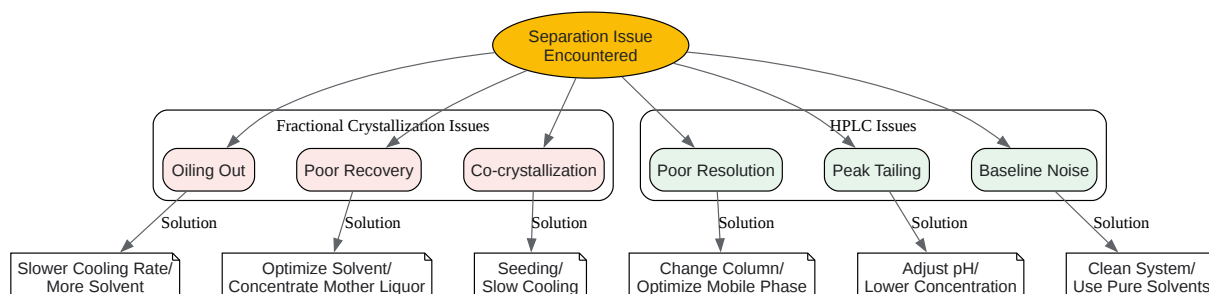 Separation Issue
Encountered
Fractional Crystallization Issues
HPLC Issues
Oiling Out
Poor Recovery
Co-crystallization
Poor Resolution
Peak Tailing
Baseline Noise
Solution
Solution
Solution
Solution
Solution
Solution
Slower Cooling Rate/
More Solvent
Optimize Solvent/
Concentrate Mother Liquor
Seeding/
Slow Cooling
Change Column/
Optimize Mobile Phase
Adjust pH/
Lower Concentration
Clean System/
Use Pure Solvents